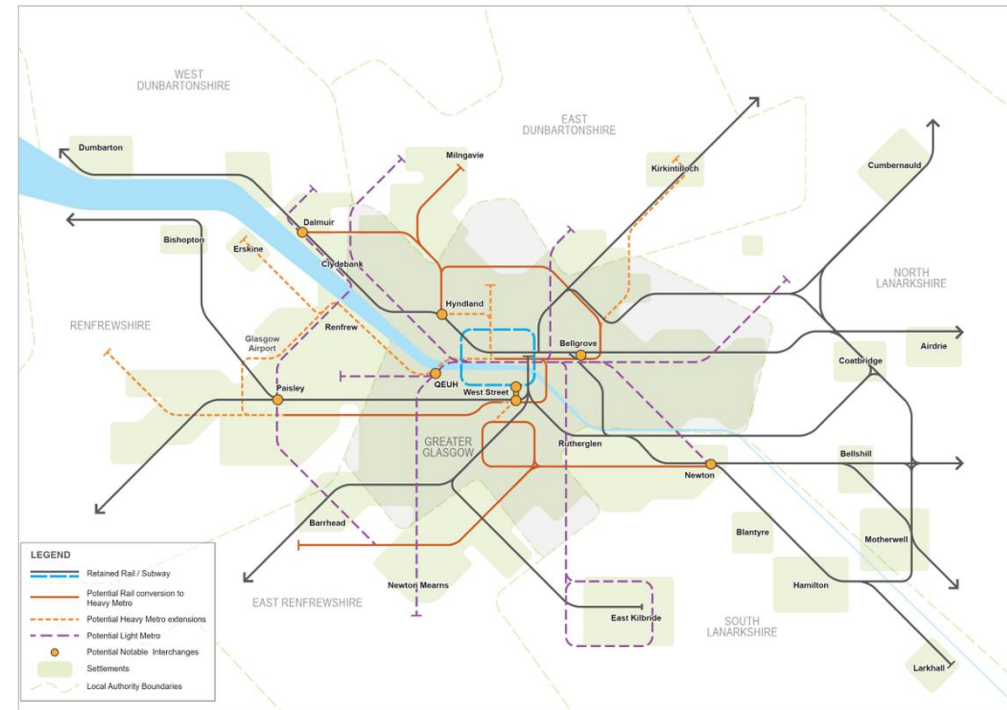 WEST
DUNBARTONSHIRE
EAST
DUNBARTONSHIRE
Dumbarton
Milngavie
Kirkintilloch
Cumbernauld
Dalmuir
Bishopton
Erskine
Clydebank
NORTH
LANARKSHIRE
Hyndland
RENFREWSHIRE
Renfrew
Glasgow
Airport
Bellgrove
Airdrie
Coatbridge
QEUH
Paisley
West Street
GREATER
GLASGOW
Rutherglen
Bellshill
Newton
Barrhead
Blantyre
Motherwell
LEGEND
Retained Rail / Subway
Potential Rail conversion to
Heavy Metro
Potential Heavy Metro extensions
Potential Light Metro
Potential Notable Interchanges
Settlements
Local Authority Boundaries
Newton Mearns
Hamilton
EAST RENFREWSHIRE
East Kilbride
SOUTH
LANARKSHIRE
Larkhall